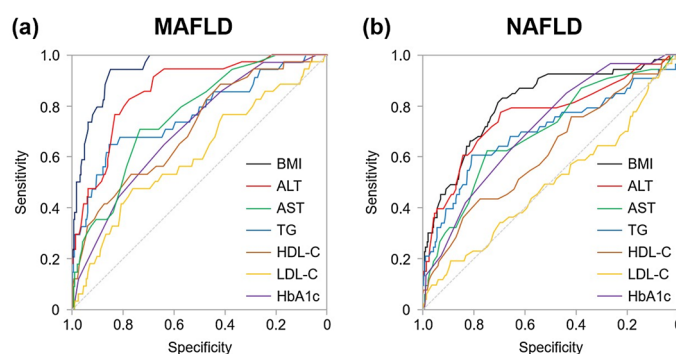 (a) MAFLD
1.0
0.8
0.6
0.4
0.2
0
Sensitivity
BMI
ALT
AST
TG
HDL-C
LDL-C
HbA1c
1.0 0.8 0.6 0.4 0.2 0
Specificity
(b) NAFLD
1.0
0.8
0.6
0.4
0.2
0
Sensitivity
BMI
ALT
AST
TG
HDL-C
LDL-C
HbA1c
1.0 0.8 0.6 0.4 0.2
Specificity